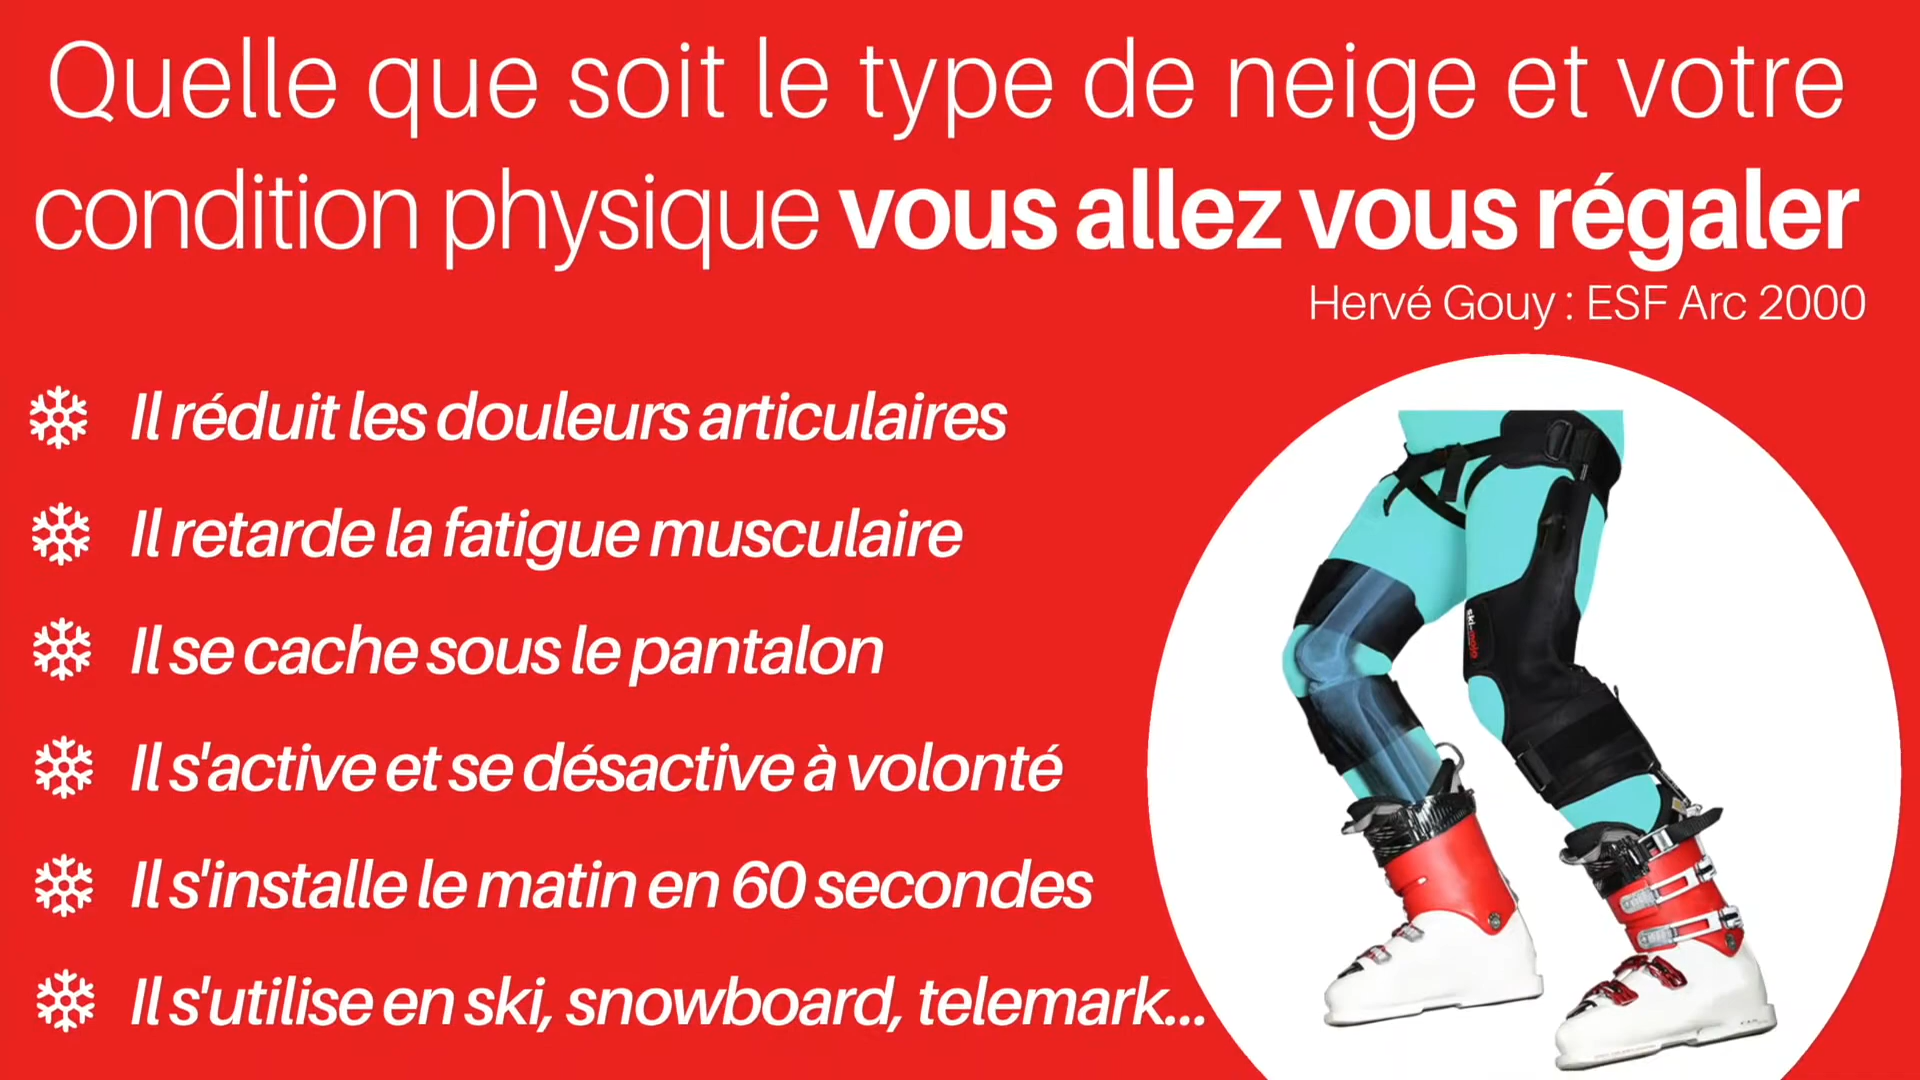 Quelle que soit le type de neige et votre
condition physique vous allez vous régaler
Hervé Gouy : ESF Arc 2000
Il réduit les douleurs articulaires
Il retarde la fatigue musculaire
Il se cache sous le pantalon
Il s'active et se désactive à volonté
Il s'installe le matin en 60 secondes
Il s'utilise en ski, snowboard, telemark...
ski-mojo